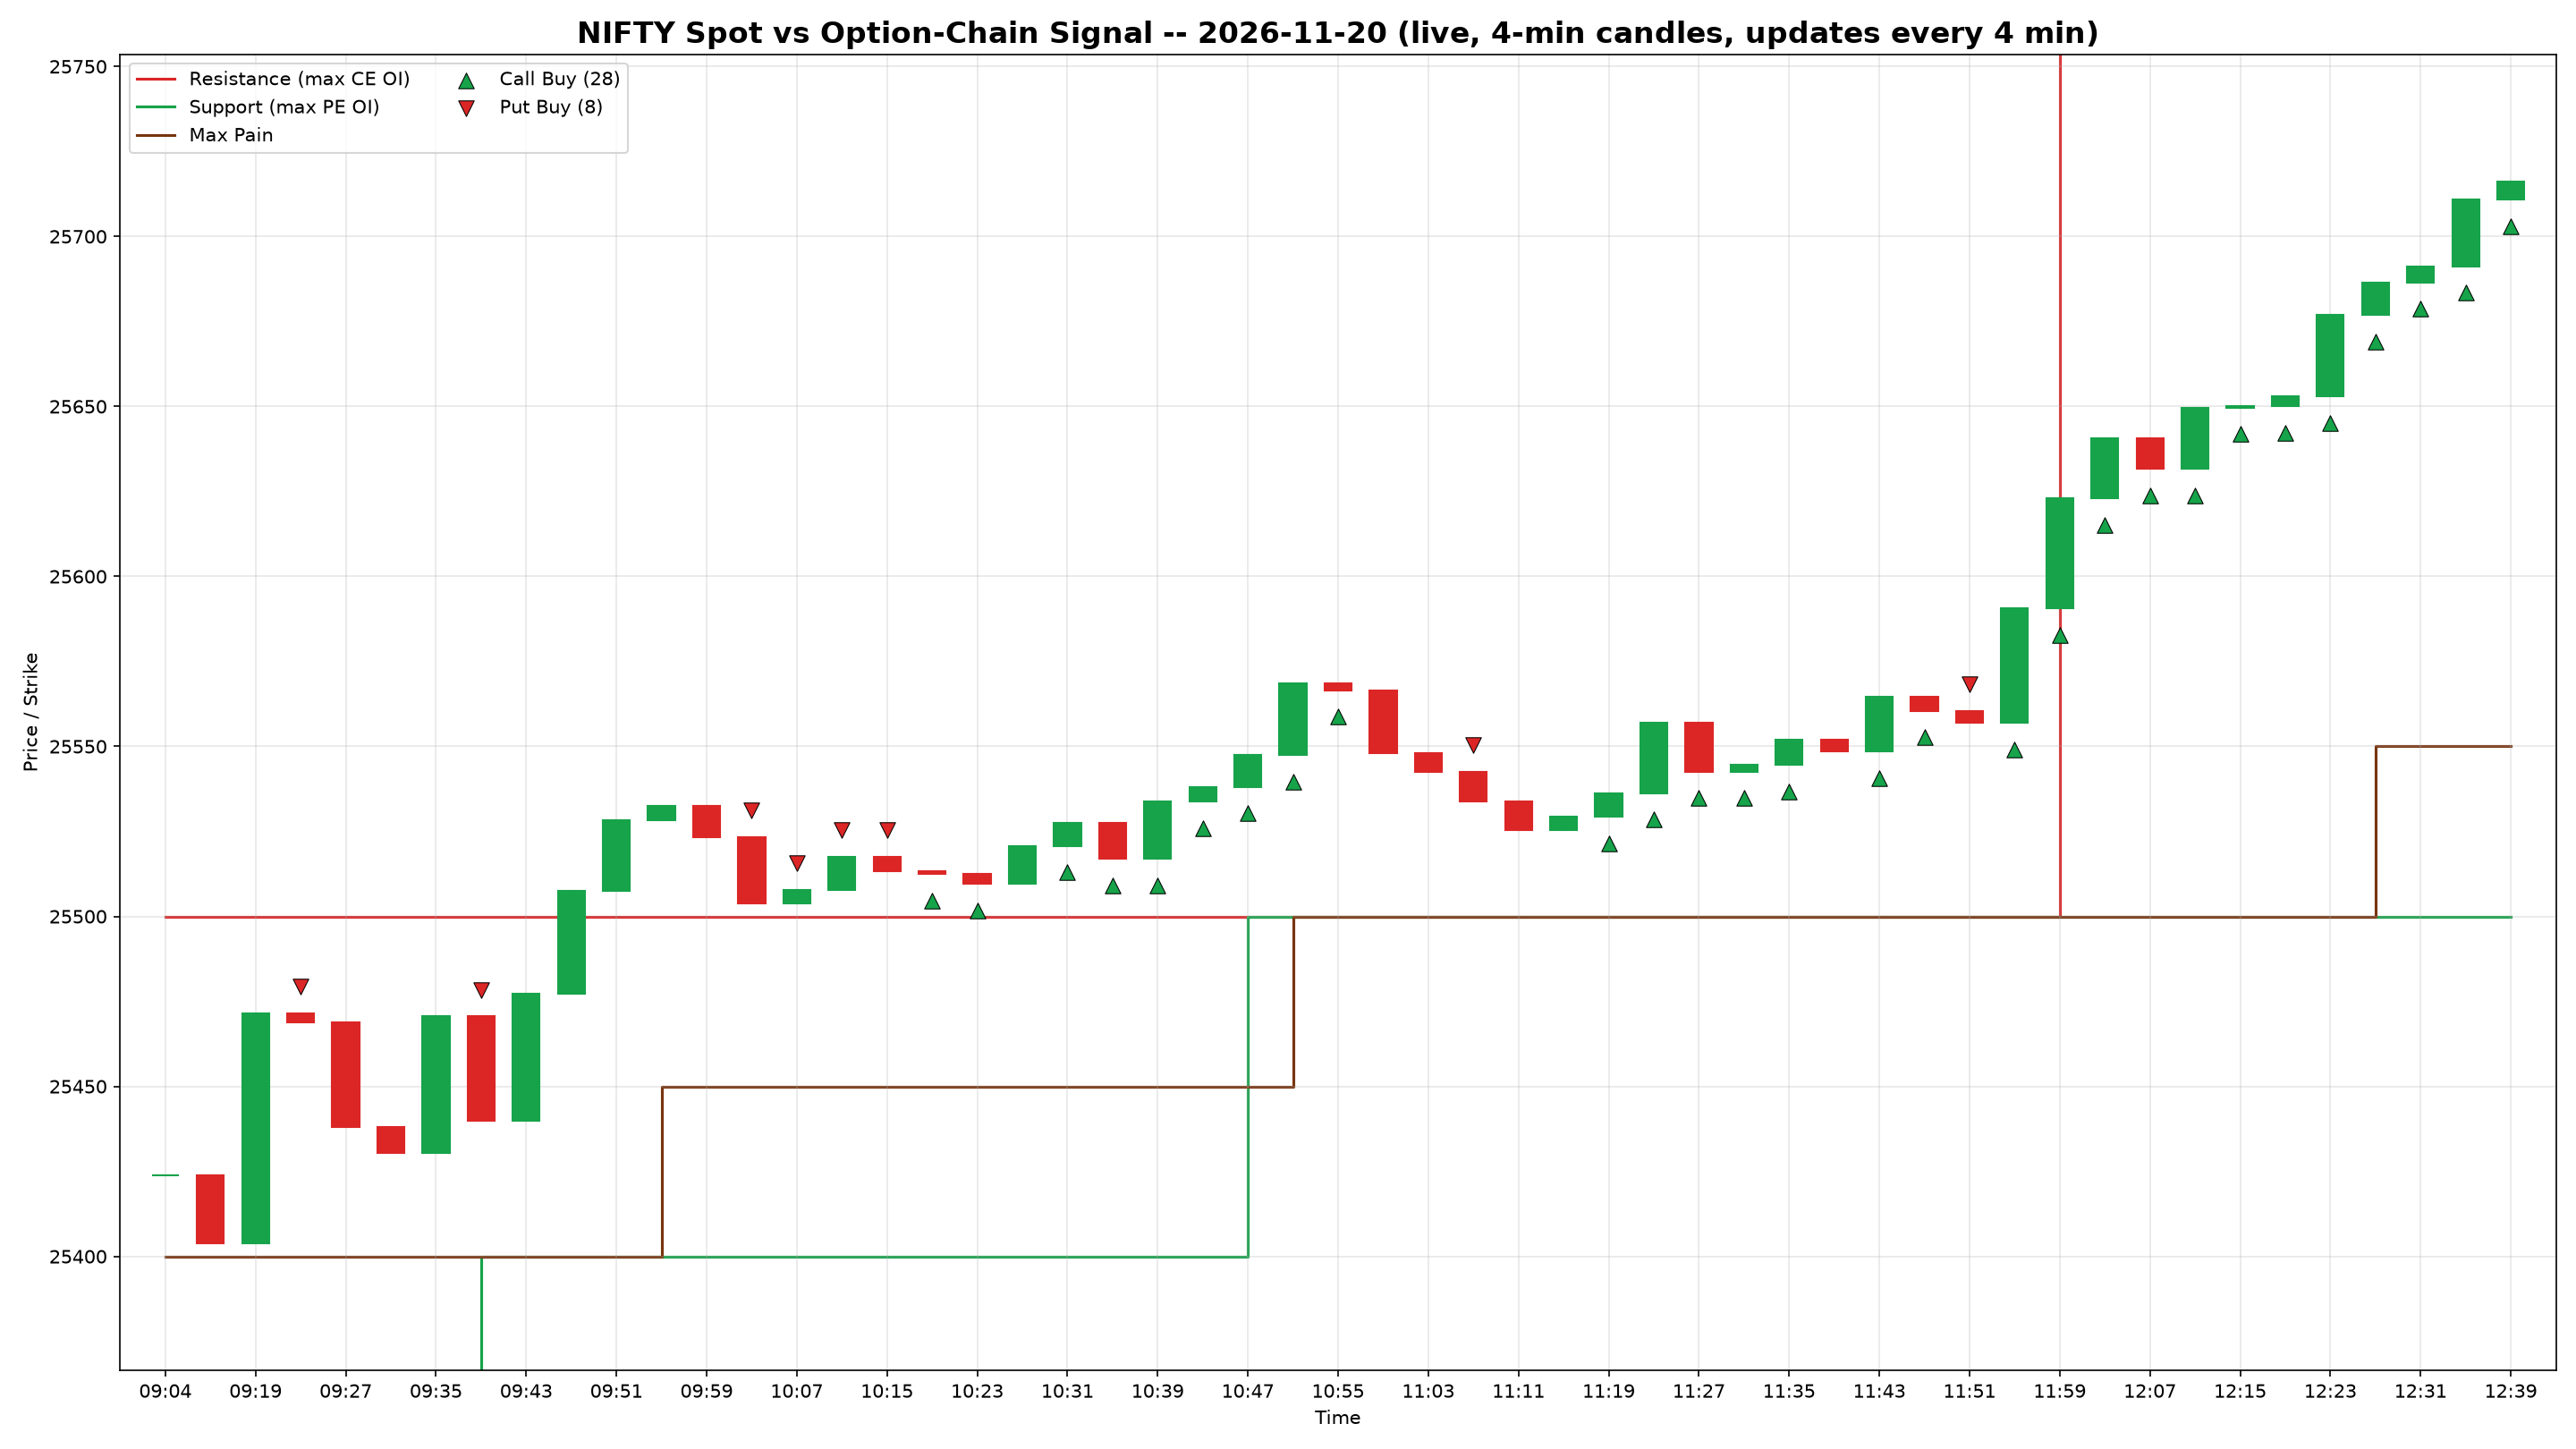 NIFTY Spot vs Option-Chain Signal -- 2026-11-20 (live, 4-min candles, updates every 4 min)
Resistance (max CE OI)
Support (max PE OI)
Max Pain
Call Buy (28)
Put Buy (8)
Price / Strike
25750
25700
25650
25600
25550
25500
25450
25400
09:04 09:19 09:27 09:35 09:43 09:51 09:59 10:07 10:15 10:23 10:31 10:39 10:47 10:55 11:03 11:11 11:19 11:27 11:35 11:43 11:51 11:59 12:07 12:15 12:23 12:31 12:39
Time